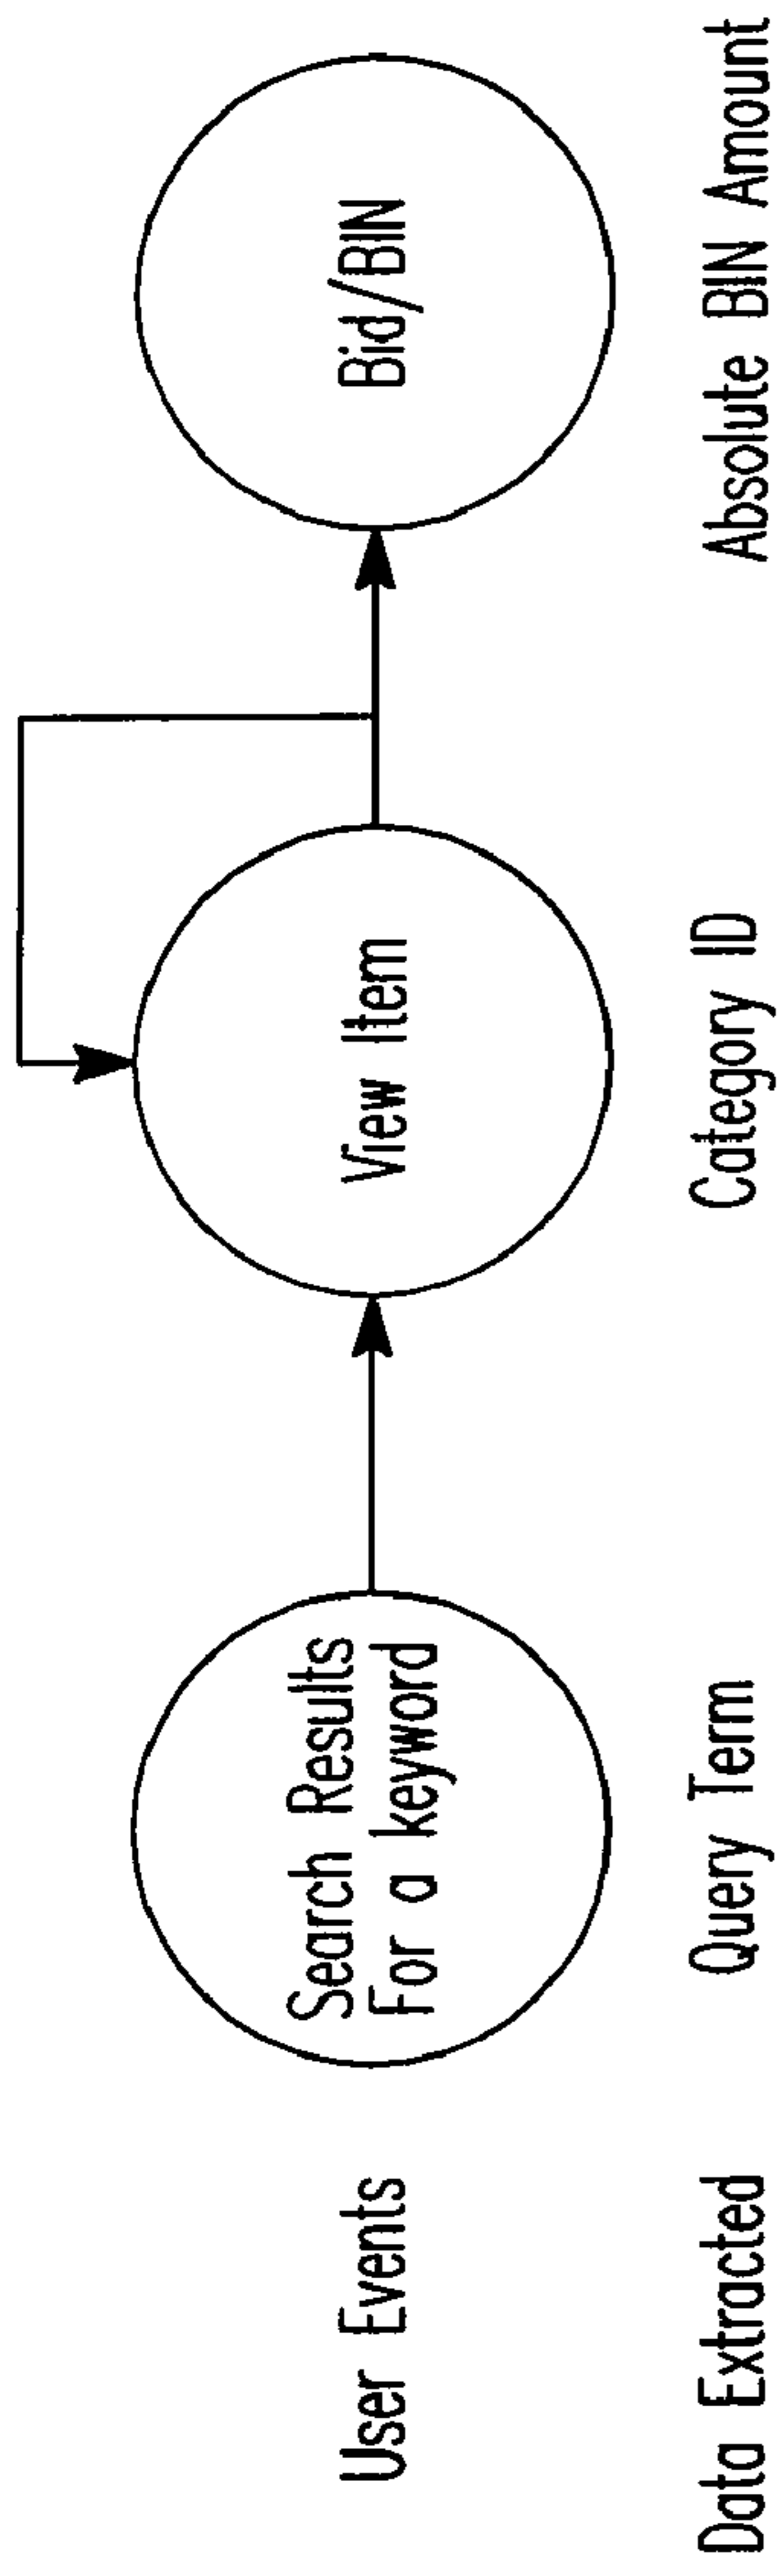 User Events
Search Results
For a keyword
View Item
Bid/BIN
Data Extracted
Query Term
Category ID
Absolute BIN Amount